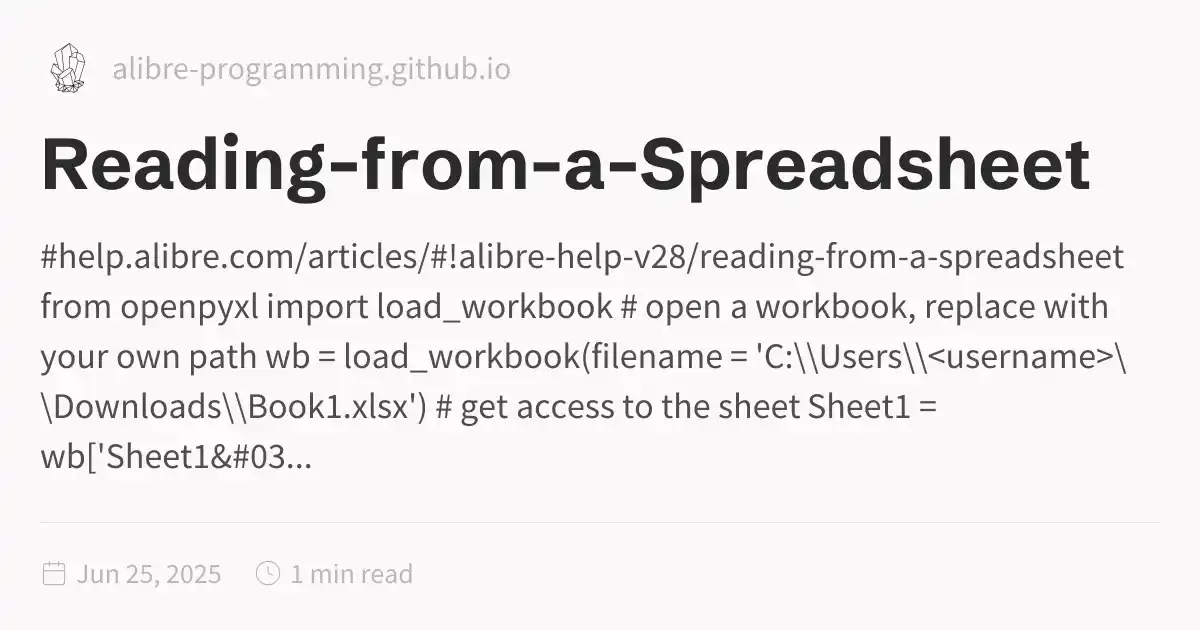 alibre-programming.github.io
Reading-from-a-Spreadsheet
#help.alibre.com/articles/#!alibre-help-v28/reading-from-a-spreadsheet
from openpyxl import load_workbook # open a workbook, replace with
your own path wb = load_workbook(filename = 'C:\\Users\\<username>\
\Downloads\\Book1.xlsx') # get access to the sheet Sheet1 =
wb['Sheet1&#03...
Jun 25, 2025 1 min read